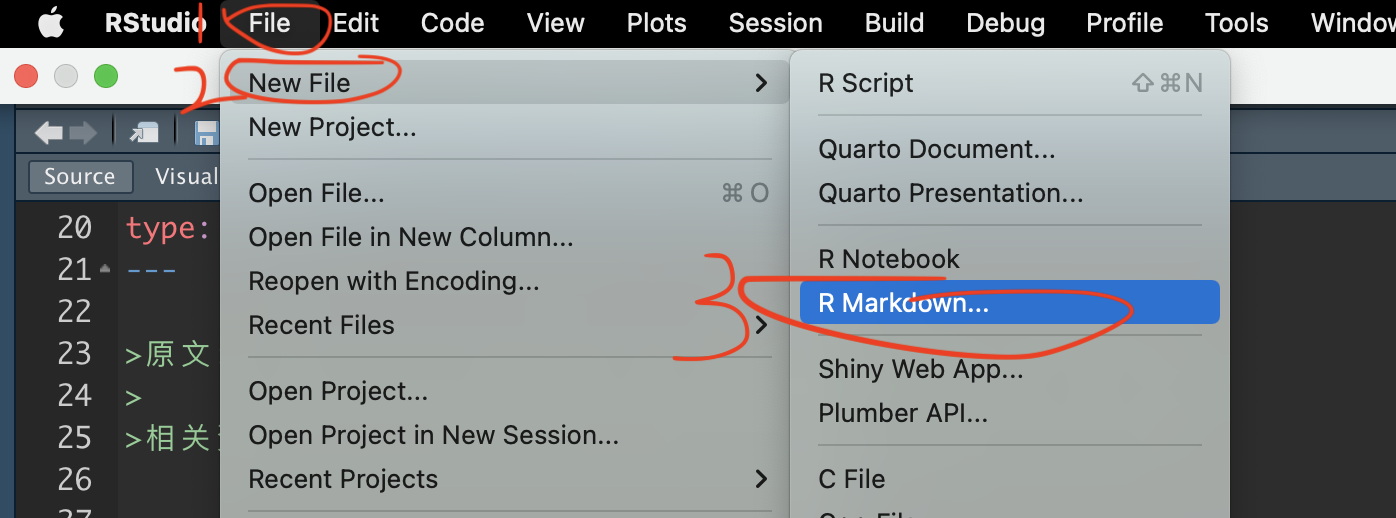 RStudio File Edit Code View Plots Session Build Debug Profile Tools Window
1
2 New File
New Project...
Open File... ⌘ O
Open File in New Column...
Reopen with Encoding...
Recent Files
Open Project...
Open Project in New Session...
Recent Projects
R Script ⇧⌘N
Quarto Document...
Quarto Presentation...
R Notebook
3 R Markdown...
Shiny Web App...
Plumber API...
C File
Source Visual
20 type:
21 ---
22
23 >原文
24 >
25 >相关
26
27